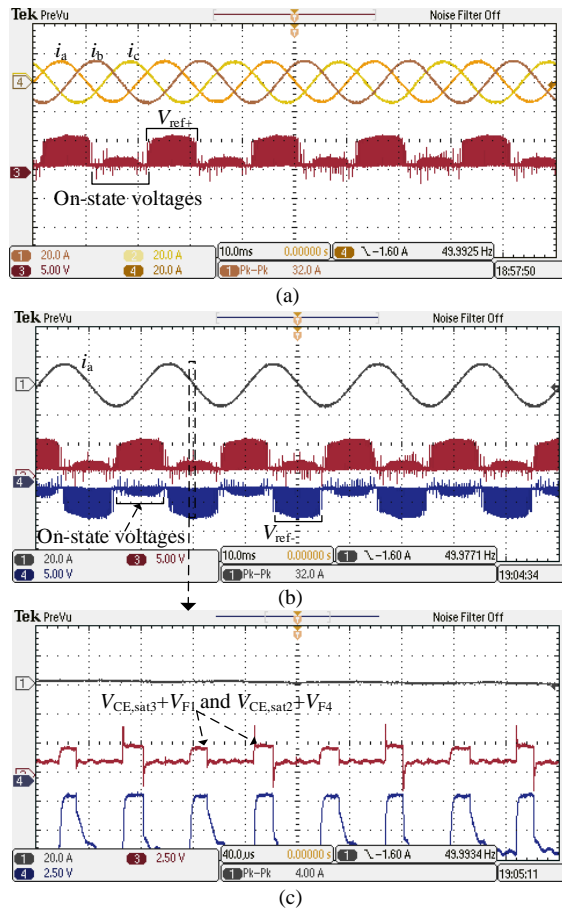 Tek PreVu Noise Filter Off
i_a i_b i_c
4
V_ref+
3
On-state voltages
1 20.0 A 2 20.0 A 10.0ms 0.00000 s 4 \ −1.60 A 49.9925 Hz
3 5.00 V 4 20.0 A 1 Pk−Pk 32.0 A 18:57:50
(a)
Tek PreVu Noise Filter Off
i_a
1
4
On-state voltages V_ref-
1 20.0 A 3 5.00 V 10.0ms 0.00000 s 1 \ −1.60 A 49.9771 Hz
4 5.00 V 1 Pk−Pk 32.0 A 19:04:34
(b)
Tek PreVu Noise Filter Off
1
V_CE,sat3+V_F1 and V_CE,sat2+V_F4
4
1 20.0 A 3 2.50 V 40.0µs 0.00000 s 1 \ −1.60 A 49.9934 Hz
4 2.50 V 1 Pk−Pk 4.00 A 19:05:11
(c)